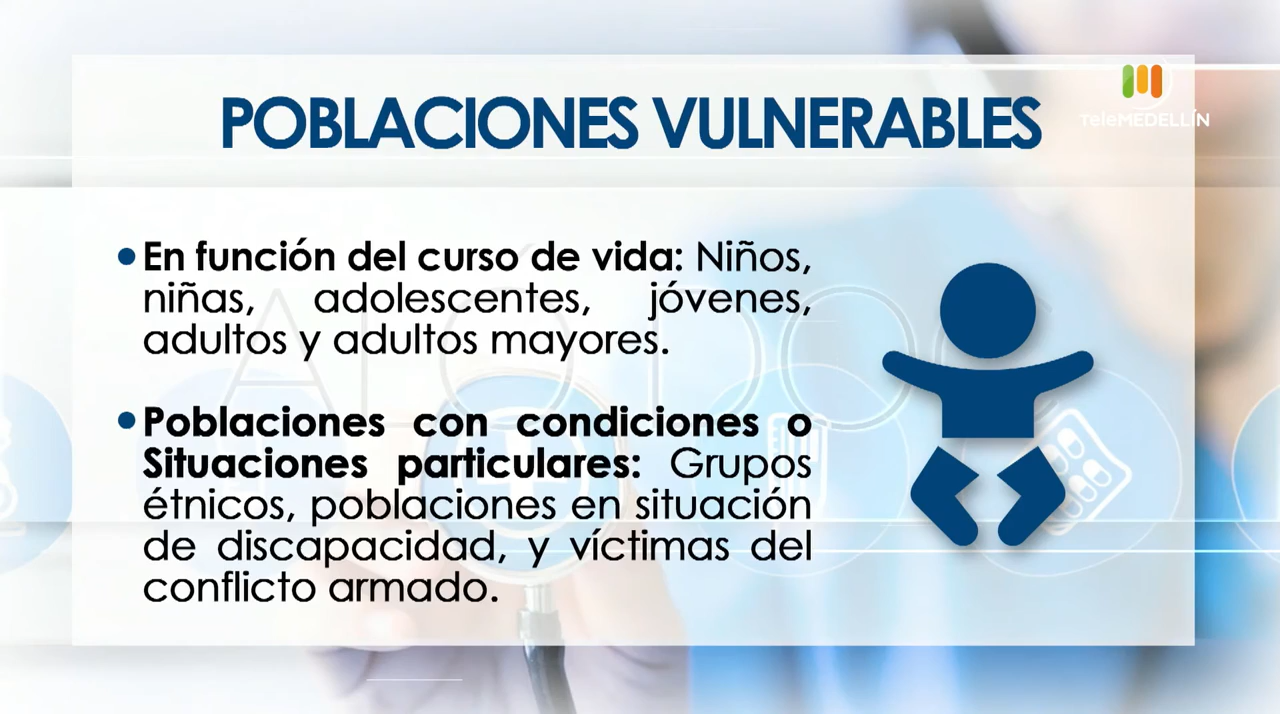 POBLACIONES VULNERABLES
TeleMEDELLÍN
• En función del curso de vida: Niños,
niñas, adolescentes, jóvenes,
adultos y adultos mayores.
• Poblaciones con condiciones o
Situaciones particulares: Grupos
étnicos, poblaciones en situación
de discapacidad, y víctimas del
conflicto armado.